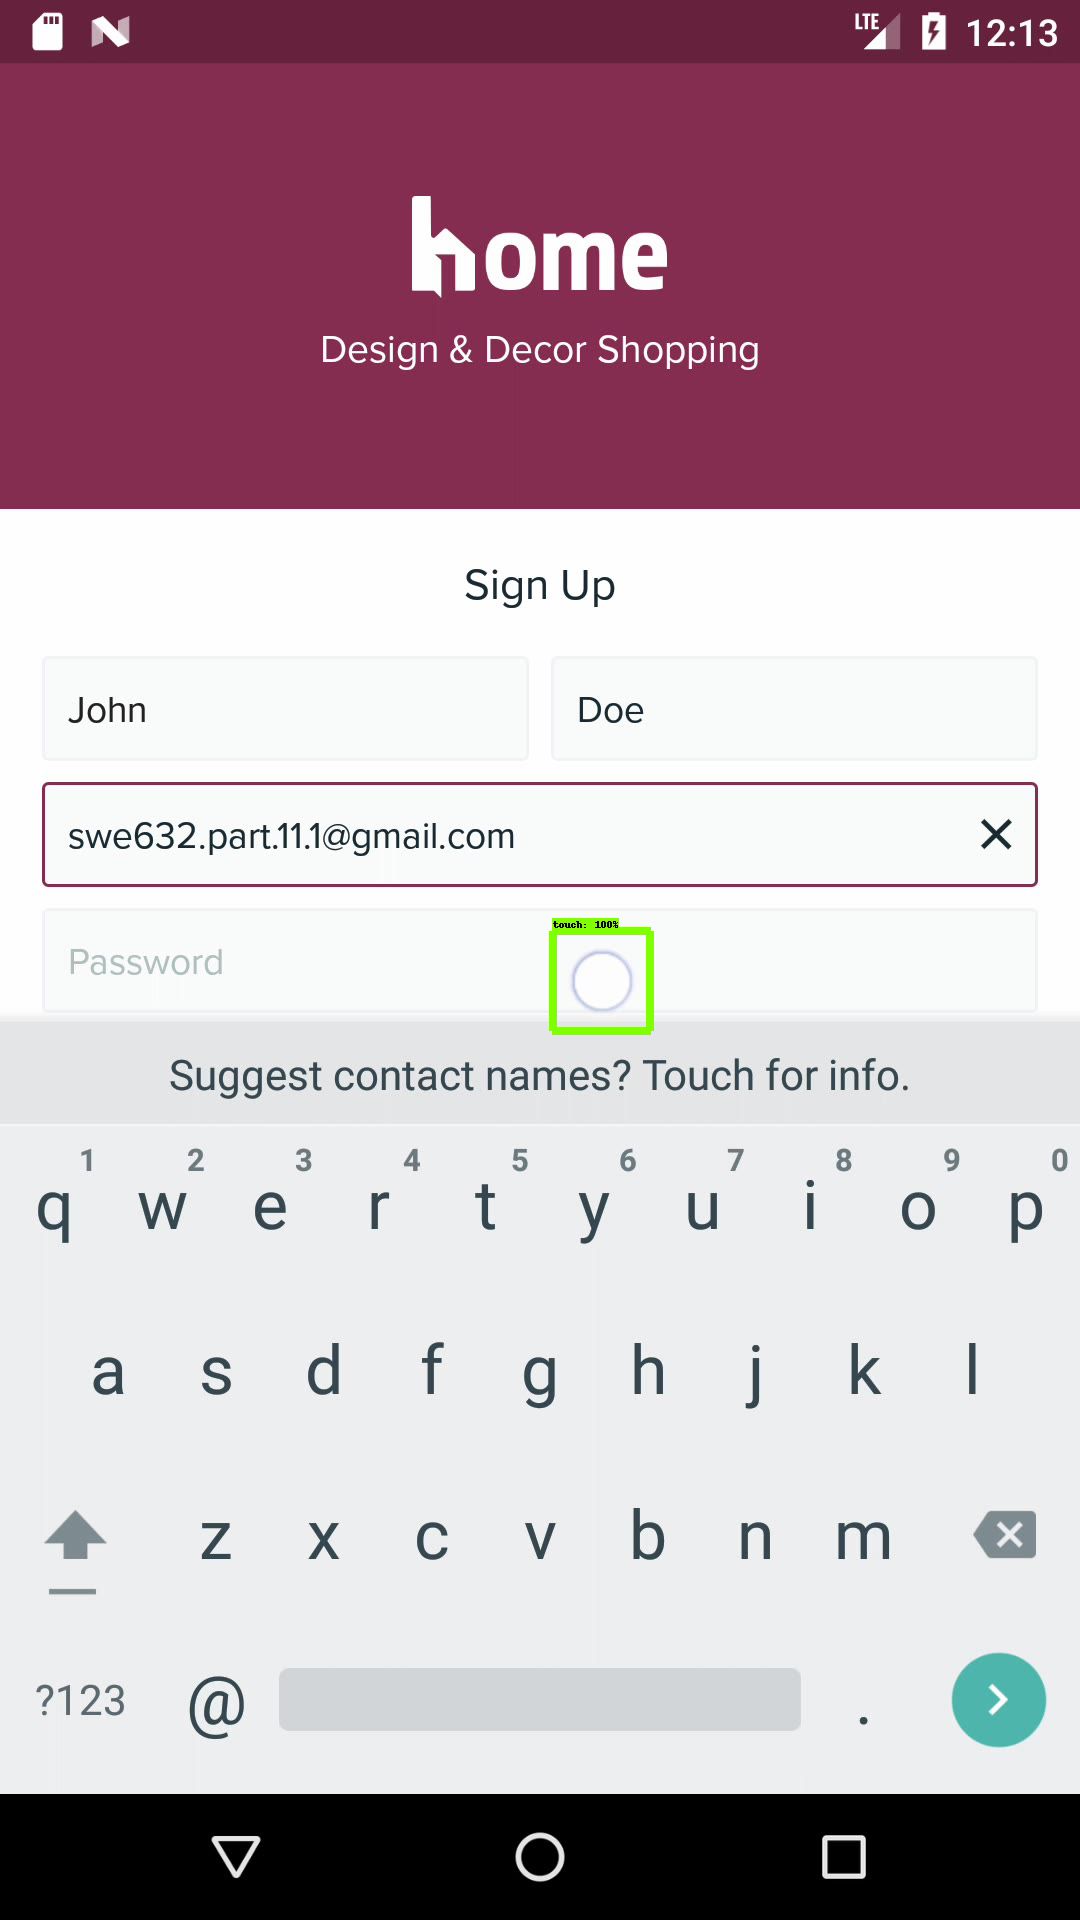 LTE 12:13
home
Design & Decor Shopping
Sign Up
John Doe
swe632.part.11.1@gmail.com
touch: 100%
Password
Suggest contact names? Touch for info.
1 2 3 4 5 6 7 8 9 0
q w e r t y u i o p
a s d f g h j k l
z x c v b n m
?123 @ .